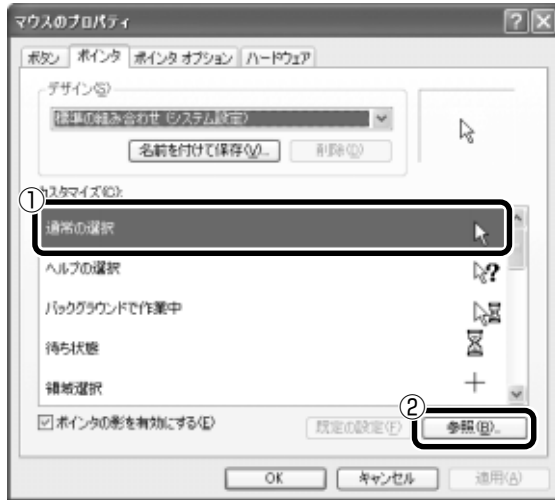 マウスのプロパティ
ボタン ポインタ ポインタ オプション ハードウェア
デザイン(S)
標準の組み合わせ (システム設定)
名前を付けて保存(V)... 削除(D)
カスタマイズ(C):
①
通常の選択
ヘルプの選択
バックグラウンドで作業中
待ち状態
領域選択
②
ポインタの影を有効にする(E) 既定の設定(F) 参照(B)...
OK キャンセル 適用(A)